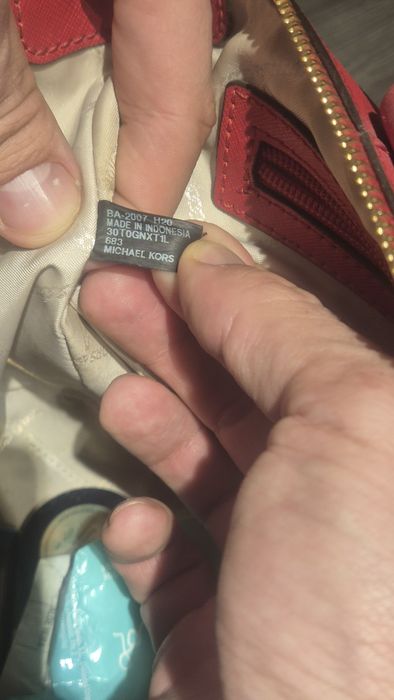 BA-2007 H20
MADE IN INDONESIA
30T0GNXT1L
683
MICHAEL KORS